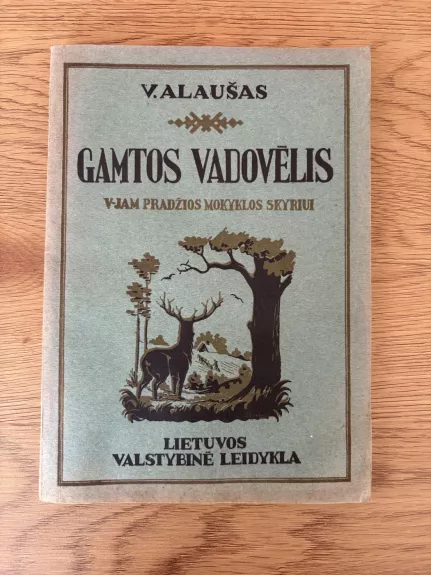 V. ALAUŠAS
GAMTOS VADOVĖLIS
V-JAM PRADŽIOS MOKYKLOS SKYRIUI
LIETUVOS
VALSTYBINĖ LEIDYKLA